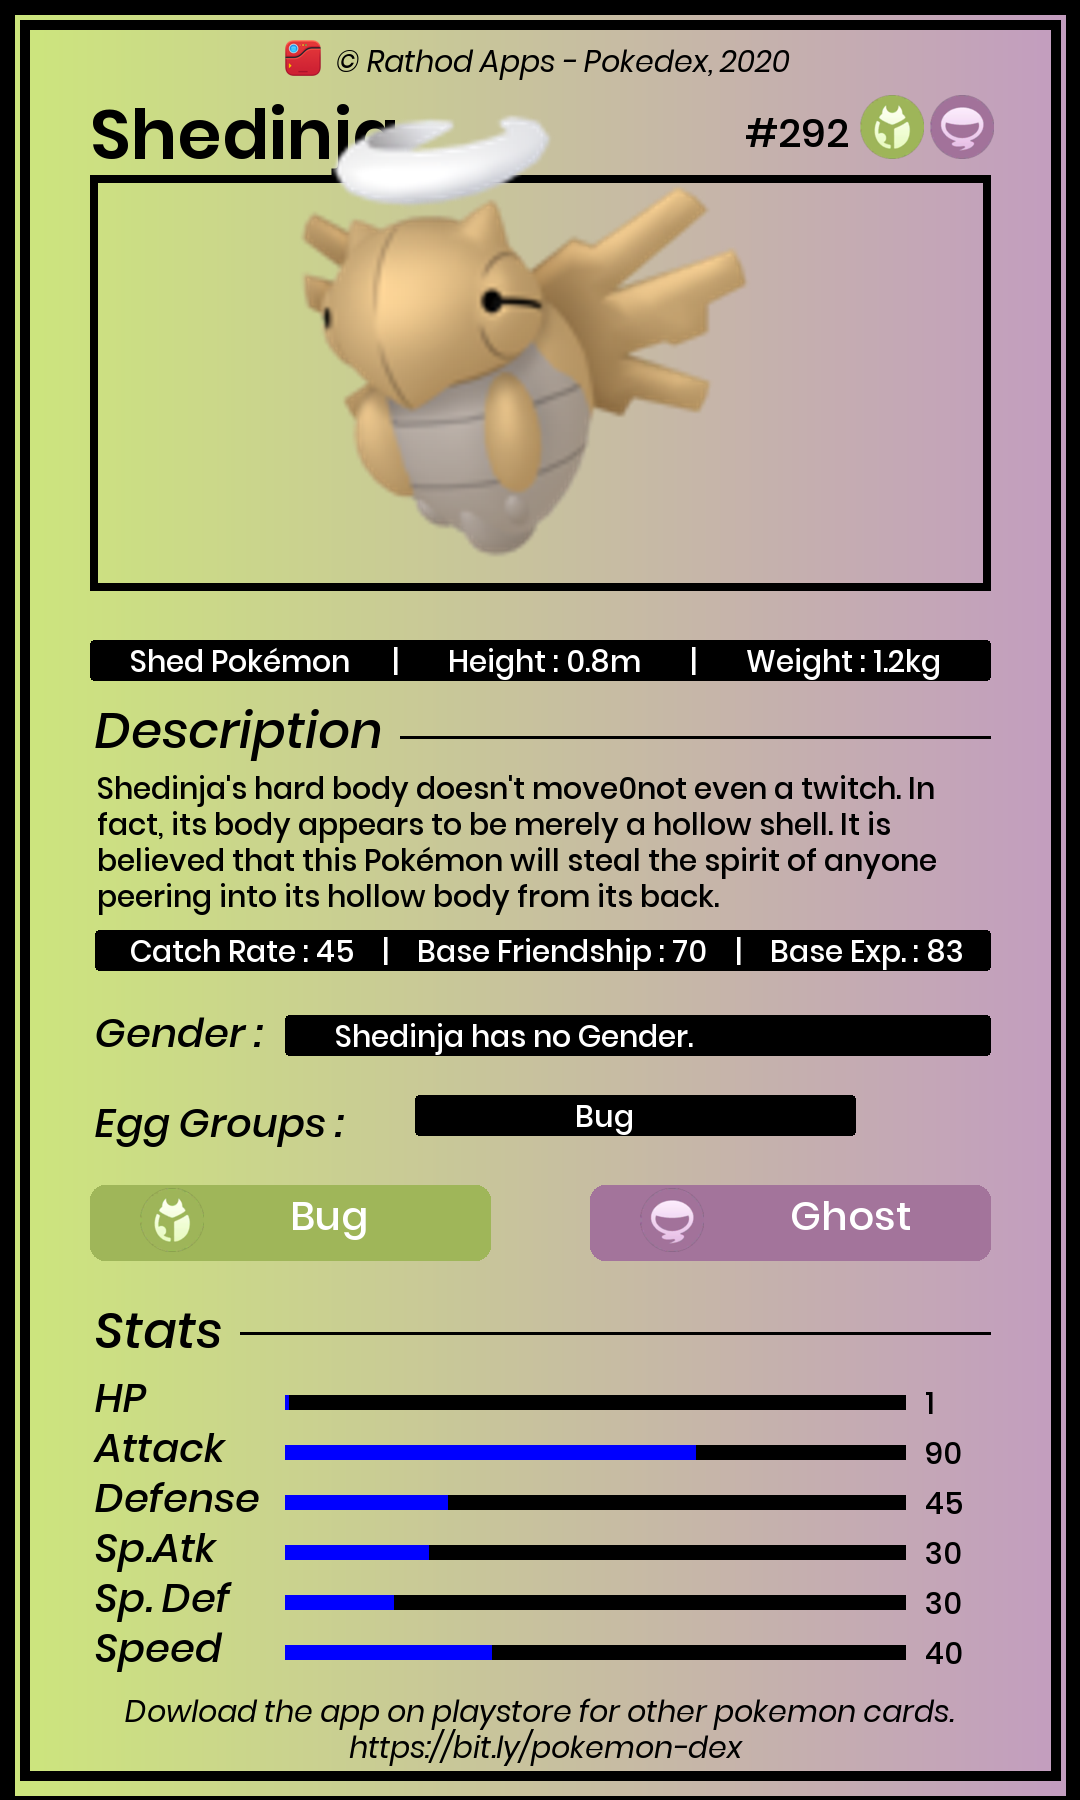 © Rathod Apps - Pokedex, 2020
Shedinja
#292
Shed Pokémon | Height : 0.8m | Weight : 1.2kg
Description
Shedinja's hard body doesn't move0not even a twitch. In
fact, its body appears to be merely a hollow shell. It is
believed that this Pokémon will steal the spirit of anyone
peering into its hollow body from its back.
Catch Rate : 45 | Base Friendship : 70 | Base Exp. : 83
Gender : Shedinja has no Gender.
Egg Groups : Bug
Bug Ghost
Stats
HP 1
Attack 90
Defense 45
Sp.Atk 30
Sp. Def 30
Speed 40
Dowload the app on playstore for other pokemon cards.
https://bit.ly/pokemon-dex